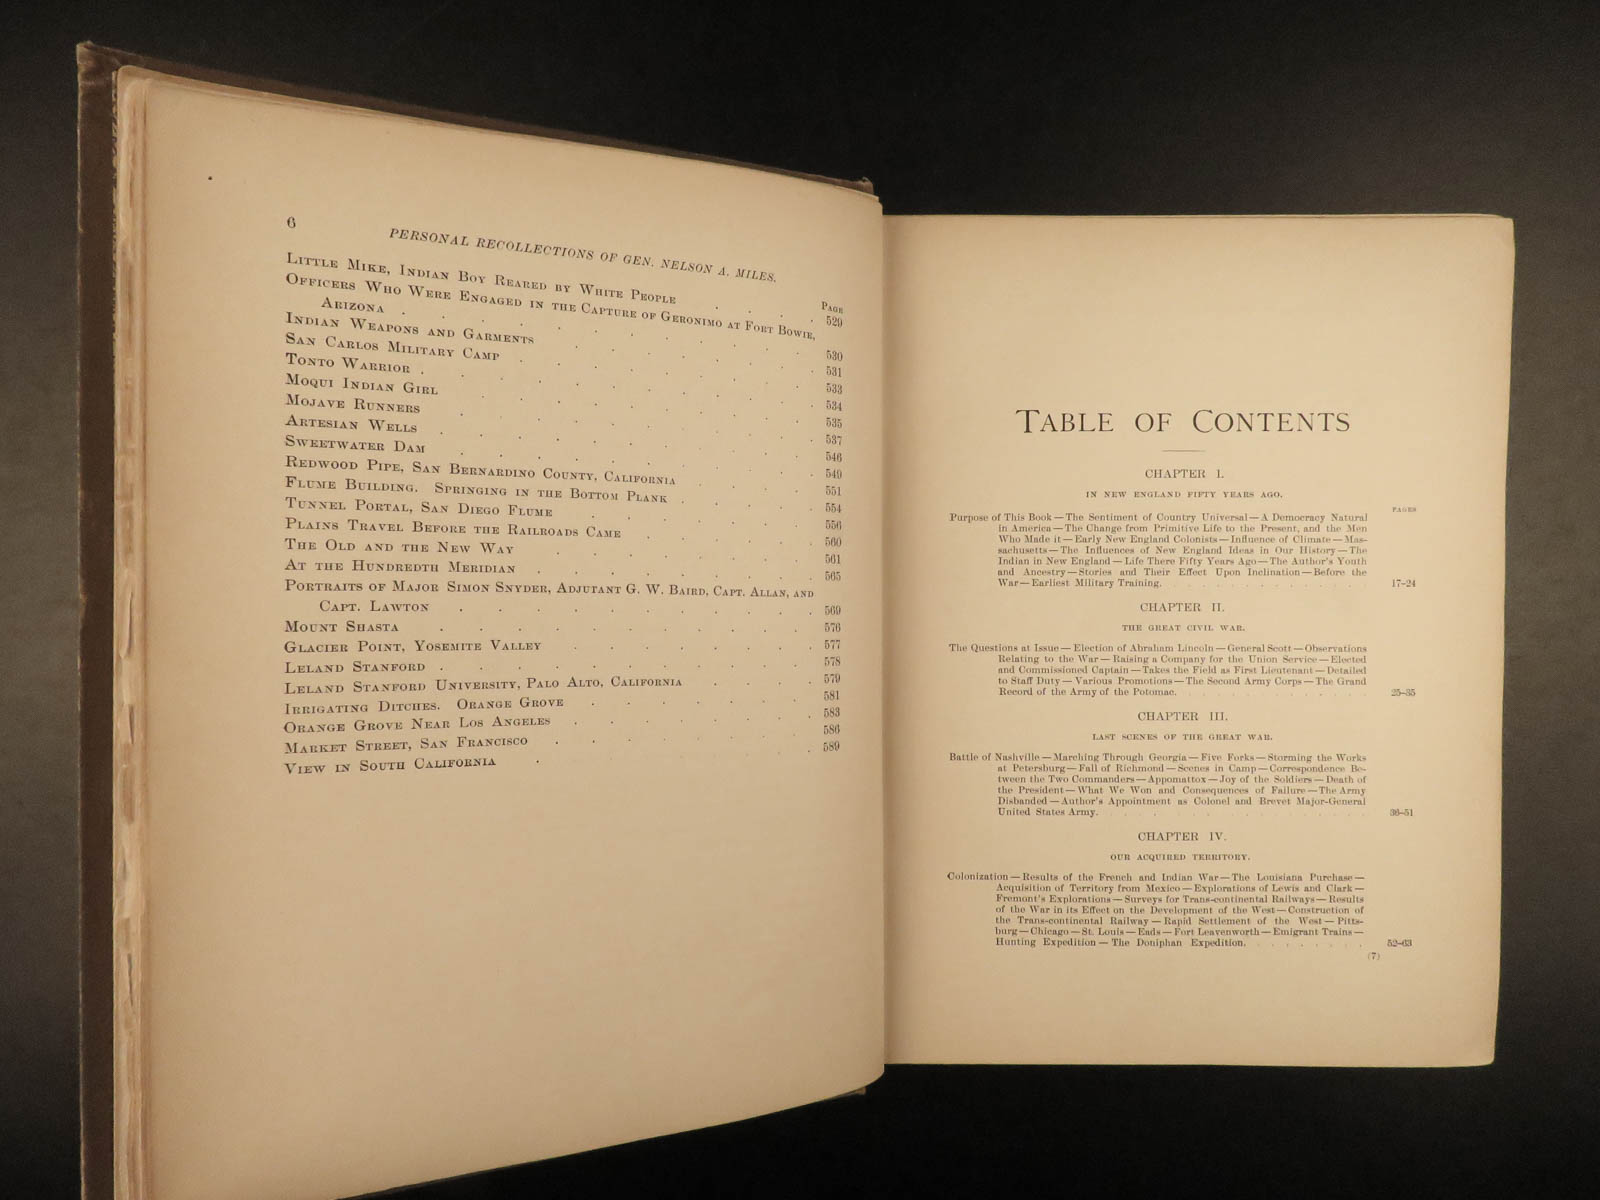 6
PERSONAL RECOLLECTIONS OF GEN. NELSON A. MILES.
PAGE
LITTLE MIKE, INDIAN BOY REARED BY WHITE PEOPLE . . . . 529
OFFICERS WHO WERE ENGAGED IN THE CAPTURE OF GERONIMO AT FORT BOWIE,
ARIZONA . . . . . . . . . 530
INDIAN WEAPONS AND GARMENTS . . . . . . 531
SAN CARLOS MILITARY CAMP . . . . . . . 533
TONTO WARRIOR . . . . . . . . . 534
MOQUI INDIAN GIRL . . . . . . . . 535
MOJAVE RUNNERS . . . . . . . . 537
ARTESIAN WELLS . . . . . . . . 546
SWEETWATER DAM . . . . . . . . 549
REDWOOD PIPE, SAN BERNARDINO COUNTY, CALIFORNIA . . . 551
FLUME BUILDING. SPRINGING IN THE BOTTOM PLANK . . . 554
TUNNEL PORTAL, SAN DIEGO FLUME . . . . . 556
PLAINS TRAVEL BEFORE THE RAILROADS CAME . . . . 560
THE OLD AND THE NEW WAY . . . . . . 561
AT THE HUNDREDTH MERIDIAN . . . . . . . 565
PORTRAITS OF MAJOR SIMON SNYDER, ADJUTANT G. W. BAIRD, CAPT. ALLAN, AND
CAPT. LAWTON . . . . . . . . . . 569
MOUNT SHASTA . . . . . . . . . . 576
GLACIER POINT, YOSEMITE VALLEY . . . . . . . 577
LELAND STANFORD . . . . . . . . . . 578
LELAND STANFORD UNIVERSITY, PALO ALTO, CALIFORNIA . . . . 579
IRRIGATING DITCHES. ORANGE GROVE . . . . . . 581
ORANGE GROVE NEAR LOS ANGELES . . . . . . . 583
MARKET STREET, SAN FRANCISCO . . . . . . . 586
VIEW IN SOUTH CALIFORNIA . . . . . . . . 589
TABLE OF CONTENTS
CHAPTER I.
IN NEW ENGLAND FIFTY YEARS AGO.
PAGES
Purpose of This Book—The Sentiment of Country Universal—A Democracy Natural
in America—The Change from Primitive Life to the Present, and the Men
Who Made it—Early New England Colonists—Influence of Climate—Mas-
sachusetts—The Influences of New England Ideas in Our History—The
Indian in New England—Life There Fifty Years Ago—The Author's Youth
and Ancestry—Stories and Their Effect Upon Inclination—Before the
War—Earliest Military Training. . . . . . . . . . . . . 17-24
CHAPTER II.
THE GREAT CIVIL WAR.
The Questions at Issue—Election of Abraham Lincoln—General Scott—Observations
Relating to the War—Raising a Company for the Union Service—Elected
and Commissioned Captain—Takes the Field as First Lieutenant—Detailed
to Staff Duty—Various Promotions—The Second Army Corps—The Grand
Record of the Army of the Potomac. . . . . . . . . . . . 25-35
CHAPTER III.
LAST SCENES OF THE GREAT WAR.
Battle of Nashville—Marching Through Georgia—Five Forks—Storming the Works
at Petersburg—Fall of Richmond—Scenes in Camp—Correspondence Be-
tween the Two Commanders—Appomattox—Joy of the Soldiers—Death of
the President—What We Won and Consequences of Failure—The Army
Disbanded—Author's Appointment as Colonel and Brevet Major-General
United States Army. . . . . . . . . . . . . . . 36-51
CHAPTER IV.
OUR ACQUIRED TERRITORY.
Colonization—Results of the French and Indian War—The Louisiana Purchase—
Acquisition of Territory from Mexico—Explorations of Lewis and Clark—
Fremont's Explorations—Surveys for Trans-continental Railways—Results
of the War in its Effect on the Development of the West—Construction of
the Trans-continental Railway—Rapid Settlement of the West—Pitts-
burg—Chicago—St. Louis—Eads—Fort Leavenworth—Emigrant Trains—
Hunting Expedition—The Doniphan Expedition. . . . . . . . . 52-63
(7)